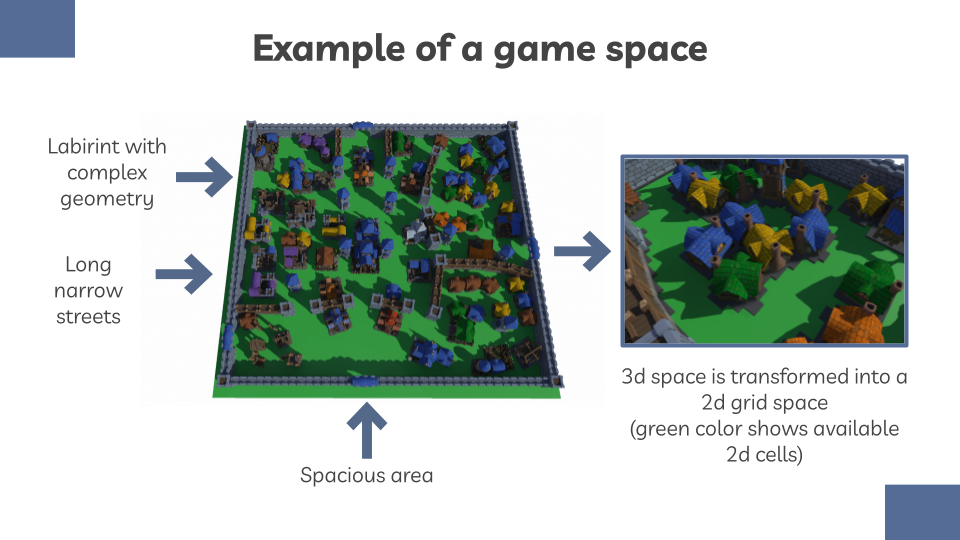 Example of a game space
Labirint with
complex
geometry
Long
narrow
streets
Spacious area
3d space is transformed into a
2d grid space
(green color shows available
2d cells)